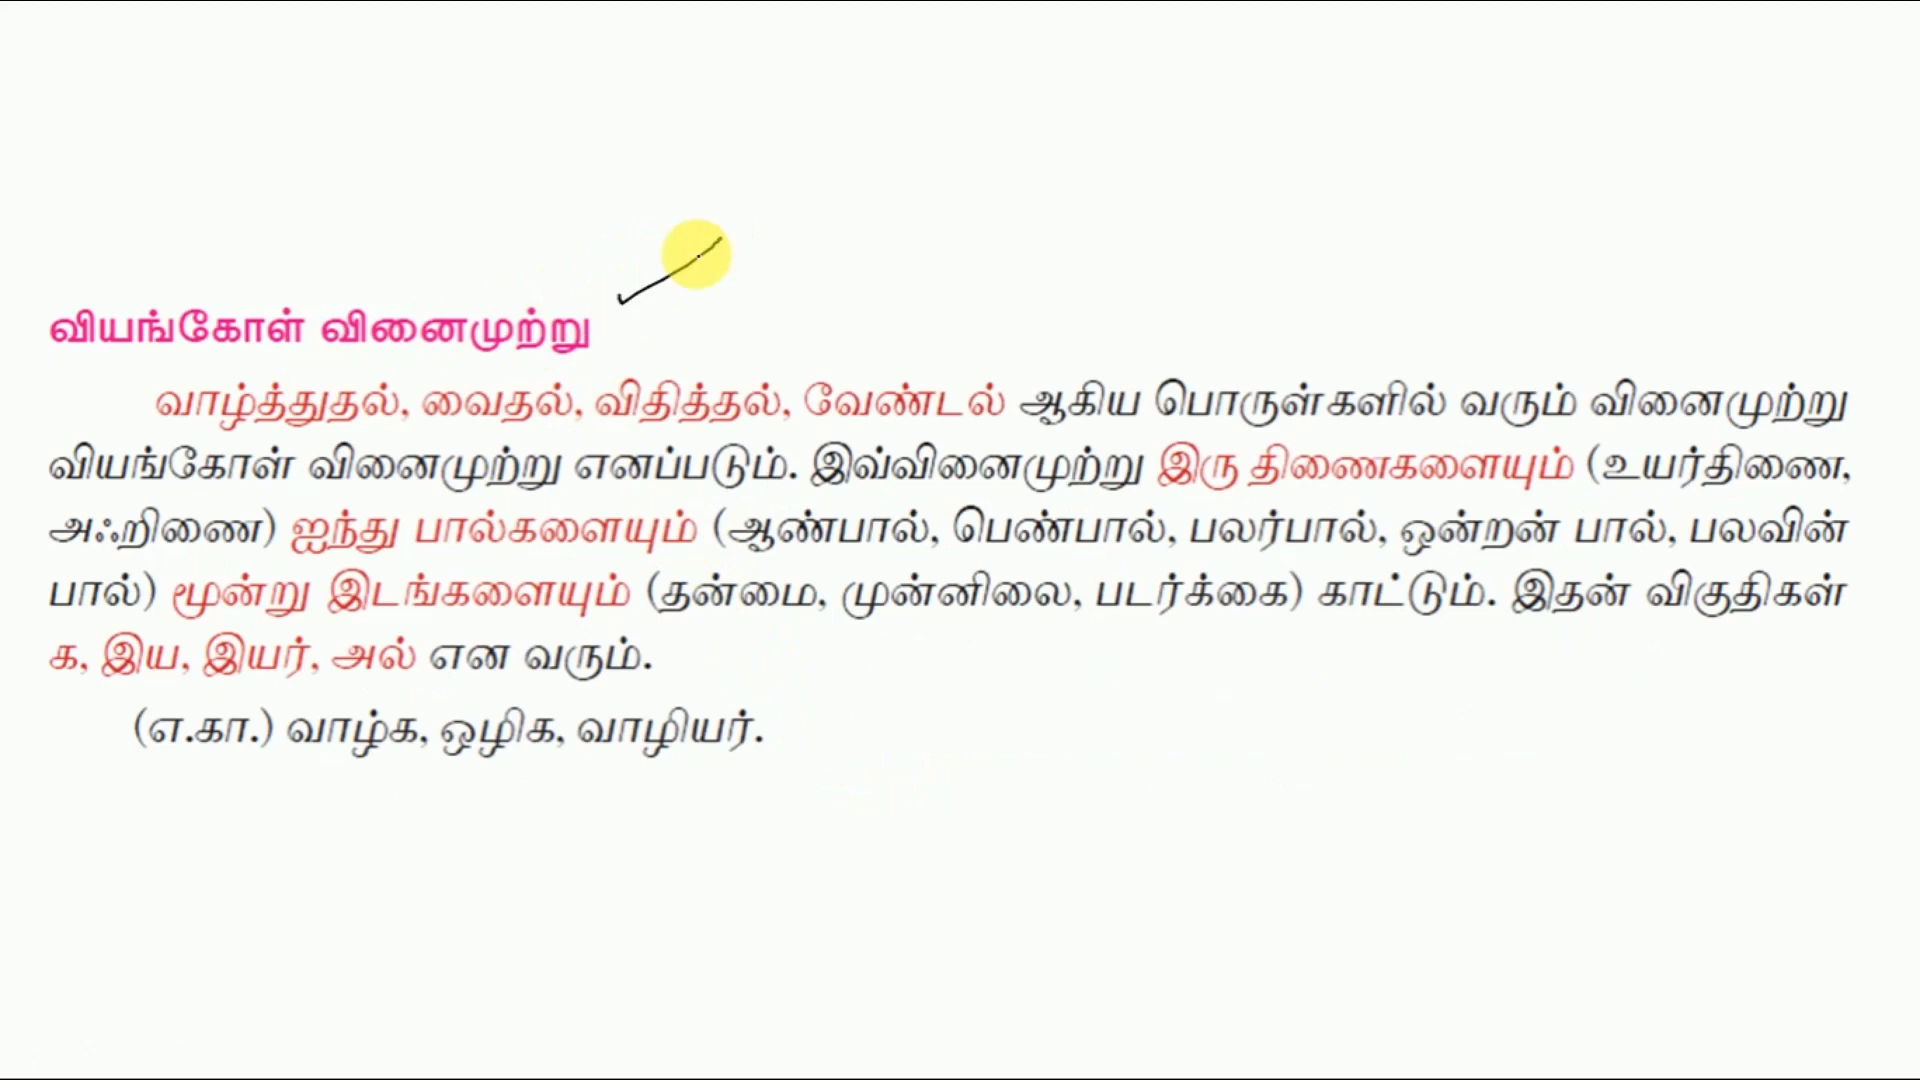 வியங்கோள் வினைமுற்று
வாழ்த்துதல், வைதல், விதித்தல், வேண்டல் ஆகிய பொருள்களில் வரும் வினைமுற்று
வியங்கோள் வினைமுற்று எனப்படும். இவ்வினைமுற்று இரு திணைகளையும் (உயர்திணை,
அஃறிணை) ஐந்து பால்களையும் (ஆண்பால், பெண்பால், பலர்பால், ஒன்றன் பால், பலவின்
பால்) மூன்று இடங்களையும் (தன்மை, முன்னிலை, படர்க்கை) காட்டும். இதன் விகுதிகள்
க, இய, இயர், அல் என வரும்.
(எ.கா.) வாழ்க, ஒழிக, வாழியர்.